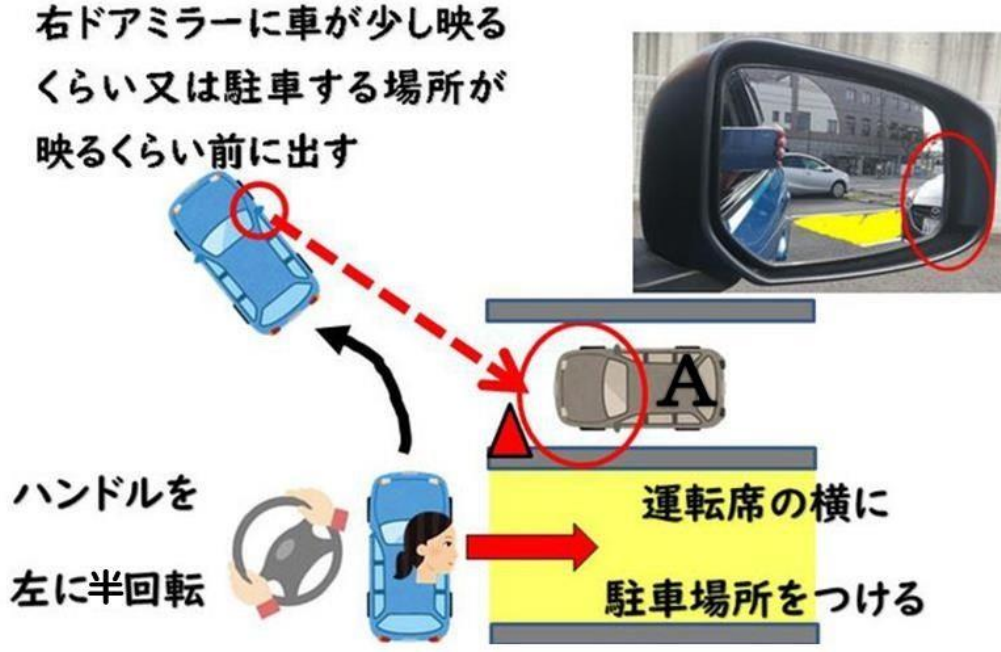 右ドアミラーに車が少し映る
くらい又は駐車する場所が
映るくらい前に出す
A
ハンドルを
左に半回転
運転席の横に
駐車場所をつける